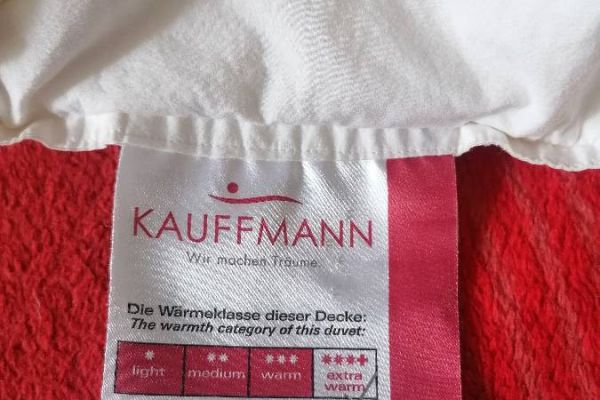 KAUFFMANN
Wir machen Träume.
Die Wärmeklasse dieser Decke:
The warmth category of this duvet:
* ** *** ****
light medium warm extra
warm